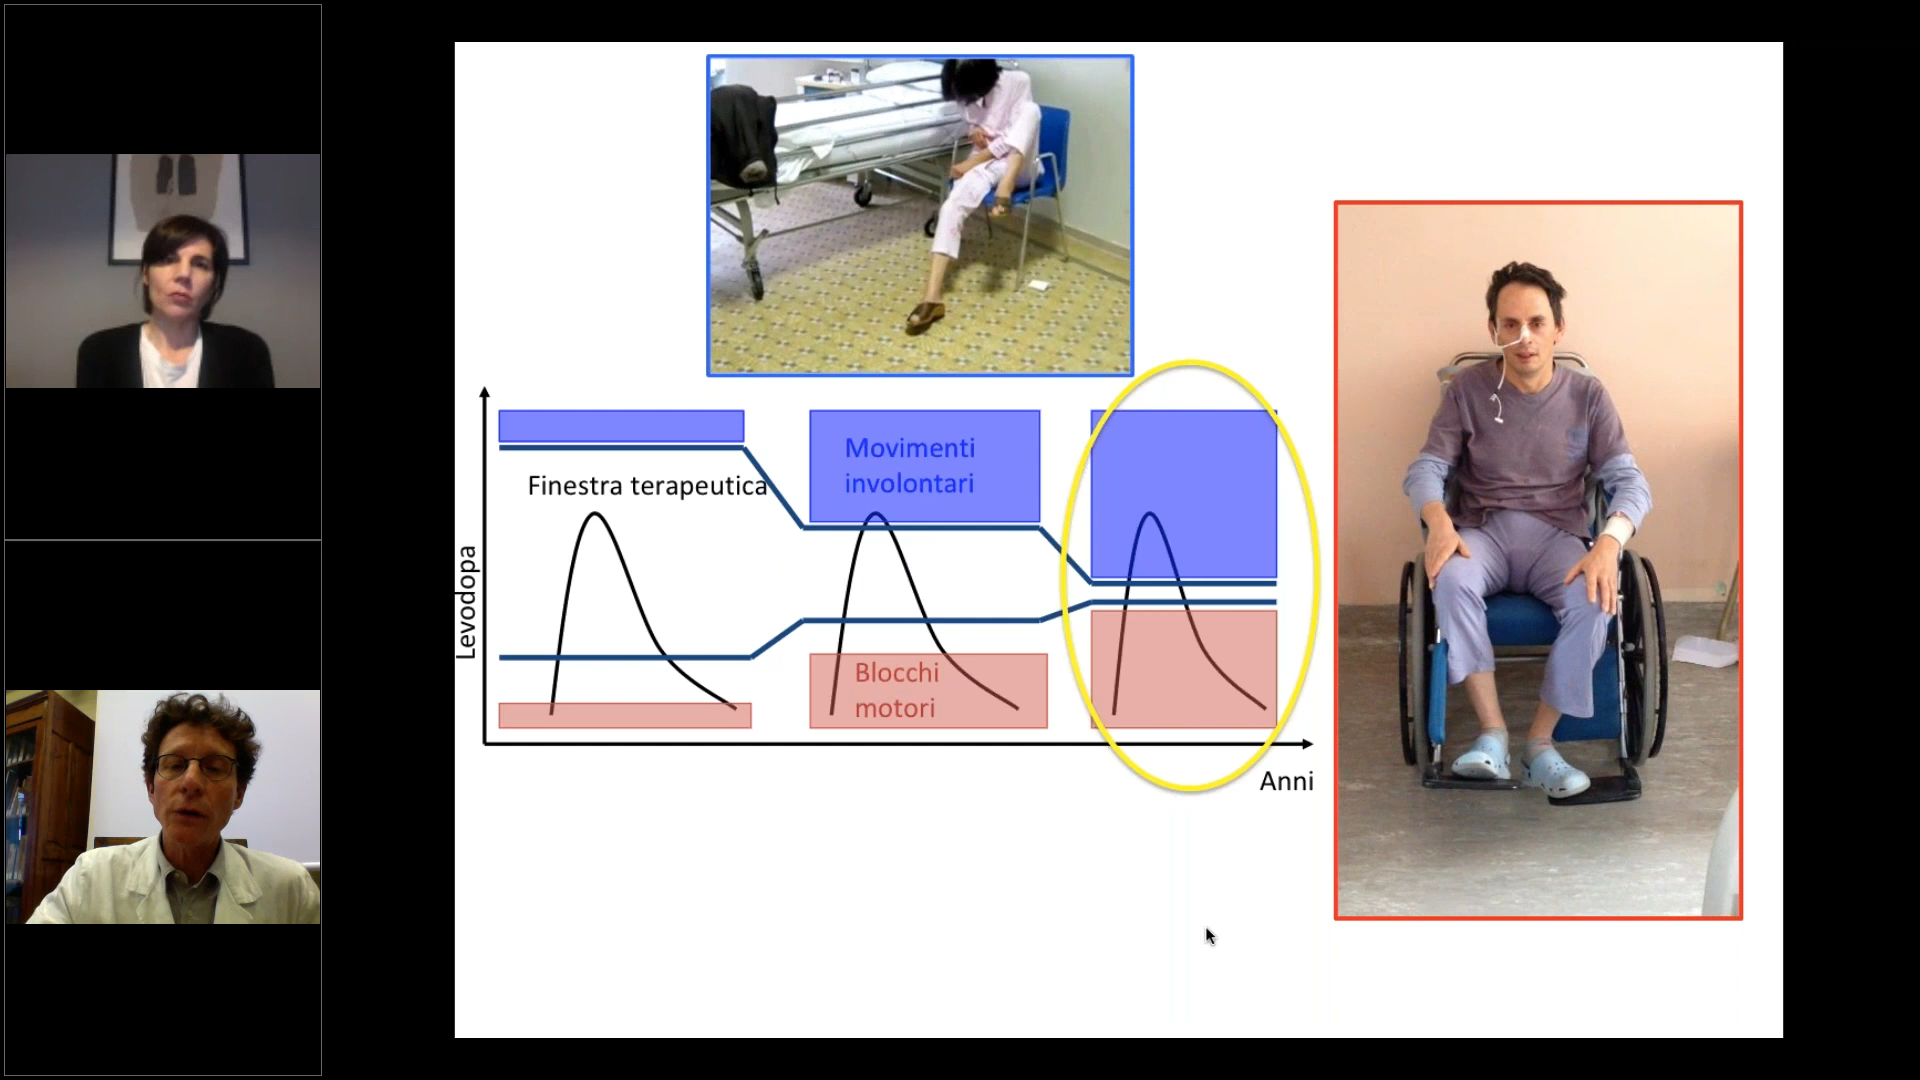 Finestra terapeutica
Movimenti
involontari
Levodopa
Blocchi
motori
Anni